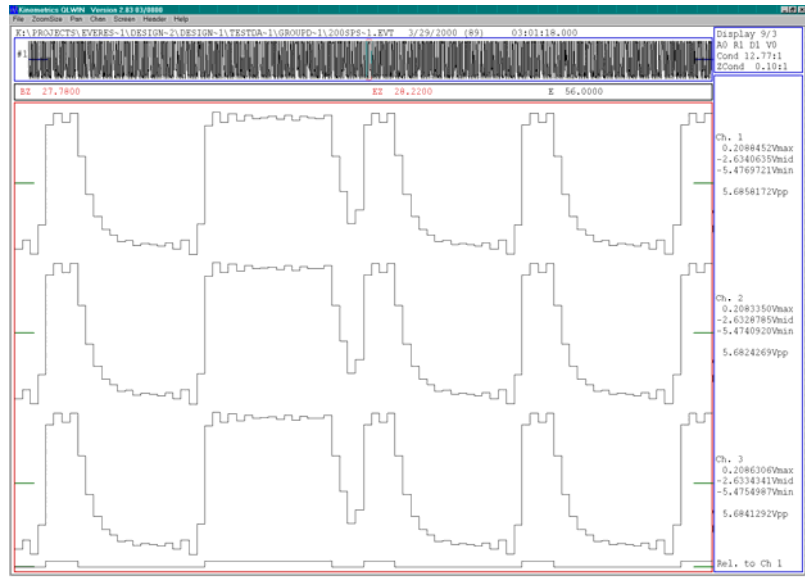 Kinemetrics QLWIN Version 2.83 03/0000
File ZoomSize Pan Chan Screen Header Help
K:\PROJECTS\EVERES~1\DESIGN~2\DESIGN~1\TESTDA~1\GROUPD~1\200SPS~1.EVT 3/29/2000 (89) 03:01:18.000
Display 9/3
A0 R1 D1 V0
Cond 12.77:1
ZCond 0.10:1
#1
BZ 27.7800 EZ 28.2200 E 56.0000
Ch. 1
0.2088452Vmax
-2.6340635Vmid
-5.4769721Vmin
5.6858172Vpp
Ch. 2
0.2083350Vmax
-2.6328785Vmid
-5.4740920Vmin
5.6824269Vpp
Ch. 3
0.2086306Vmax
-2.6334341Vmid
-5.4754987Vmin
5.6841292Vpp
Rel. to Ch 1